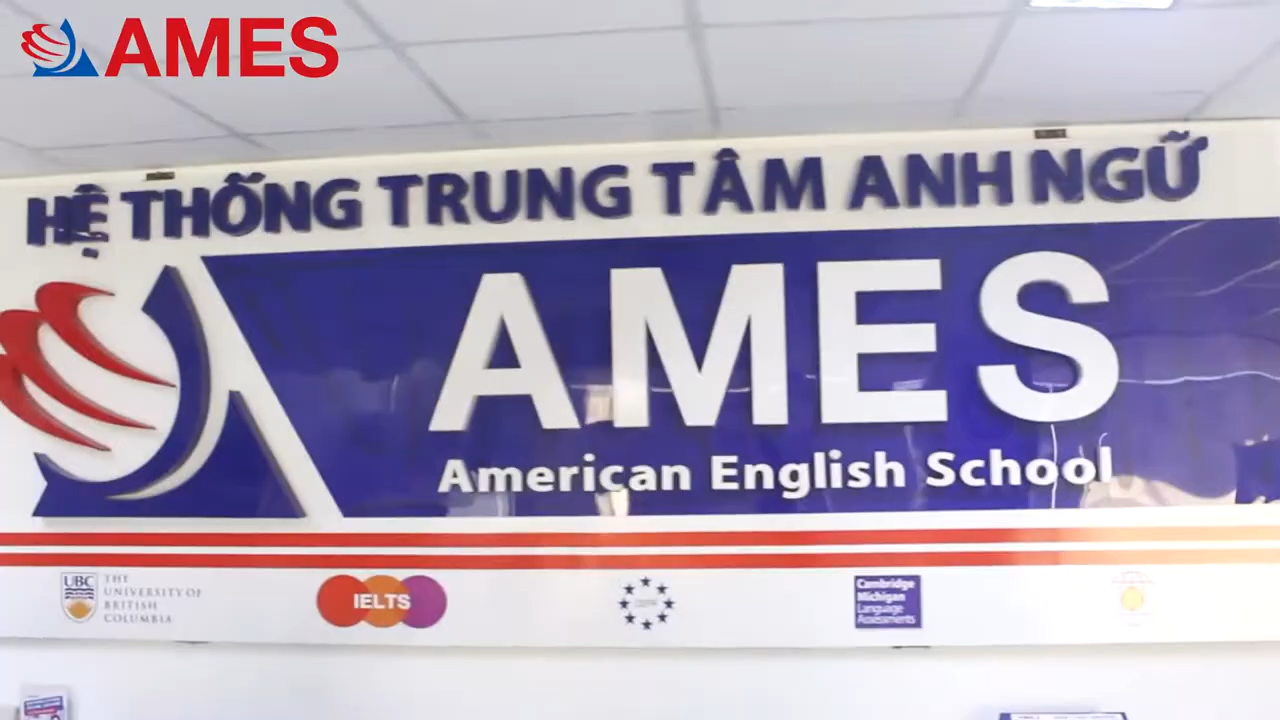 AMES
HỆ THỐNG TRUNG TÂM ANH NGỮ
AMES
American English School
UBC
THE
UNIVERSITY OF
BRITISH
COLUMBIA
IELTS
Cambridge
Michigan
Language
Assessments